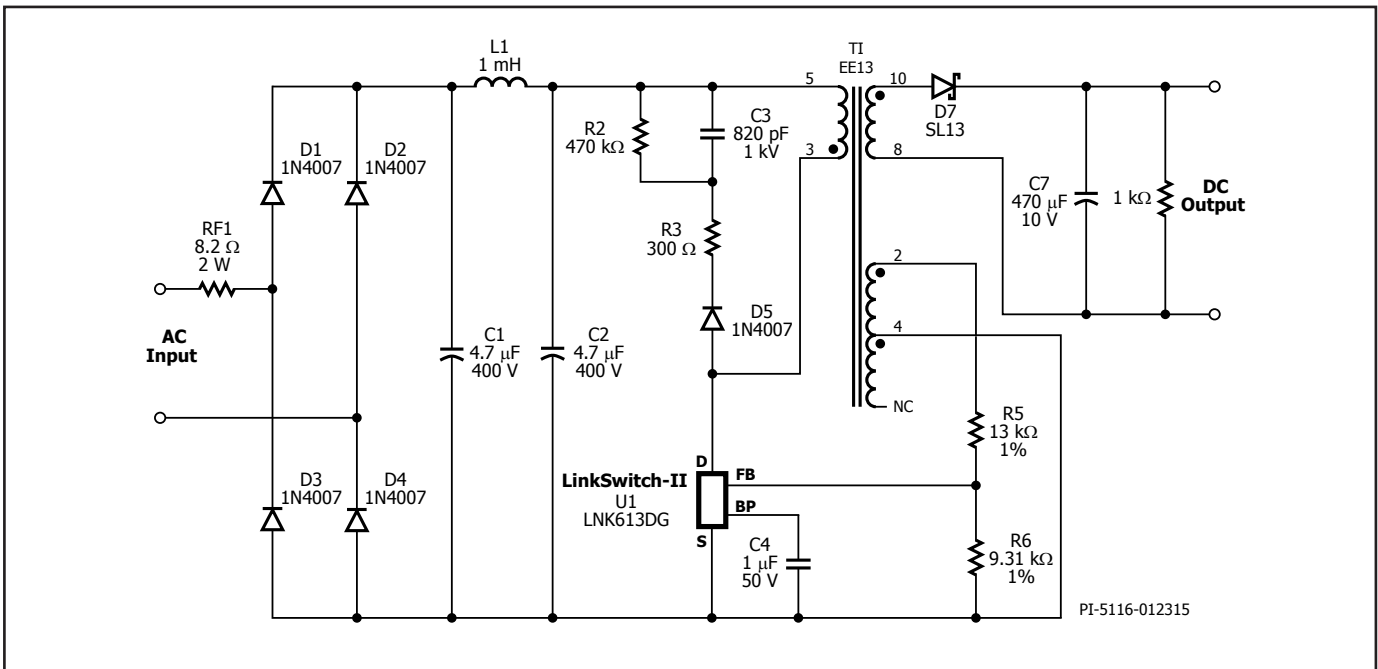 L1
1 mH
TI
EE13
5
10
D7
SL13
R2
470 kΩ
C3
820 pF
1 kV
3
8
D1
1N4007
D2
1N4007
C7
470 μF
10 V
1 kΩ
DC
Output
RF1
8.2 Ω
2 W
R3
300 Ω
2
AC
Input
C1
4.7 μF
400 V
C2
4.7 μF
400 V
D5
1N4007
4
NC
R5
13 kΩ
1%
D3
1N4007
D4
1N4007
LinkSwitch-II
U1
LNK613DG
D
FB
BP
S
C4
1 μF
50 V
R6
9.31 kΩ
1%
PI-5116-012315